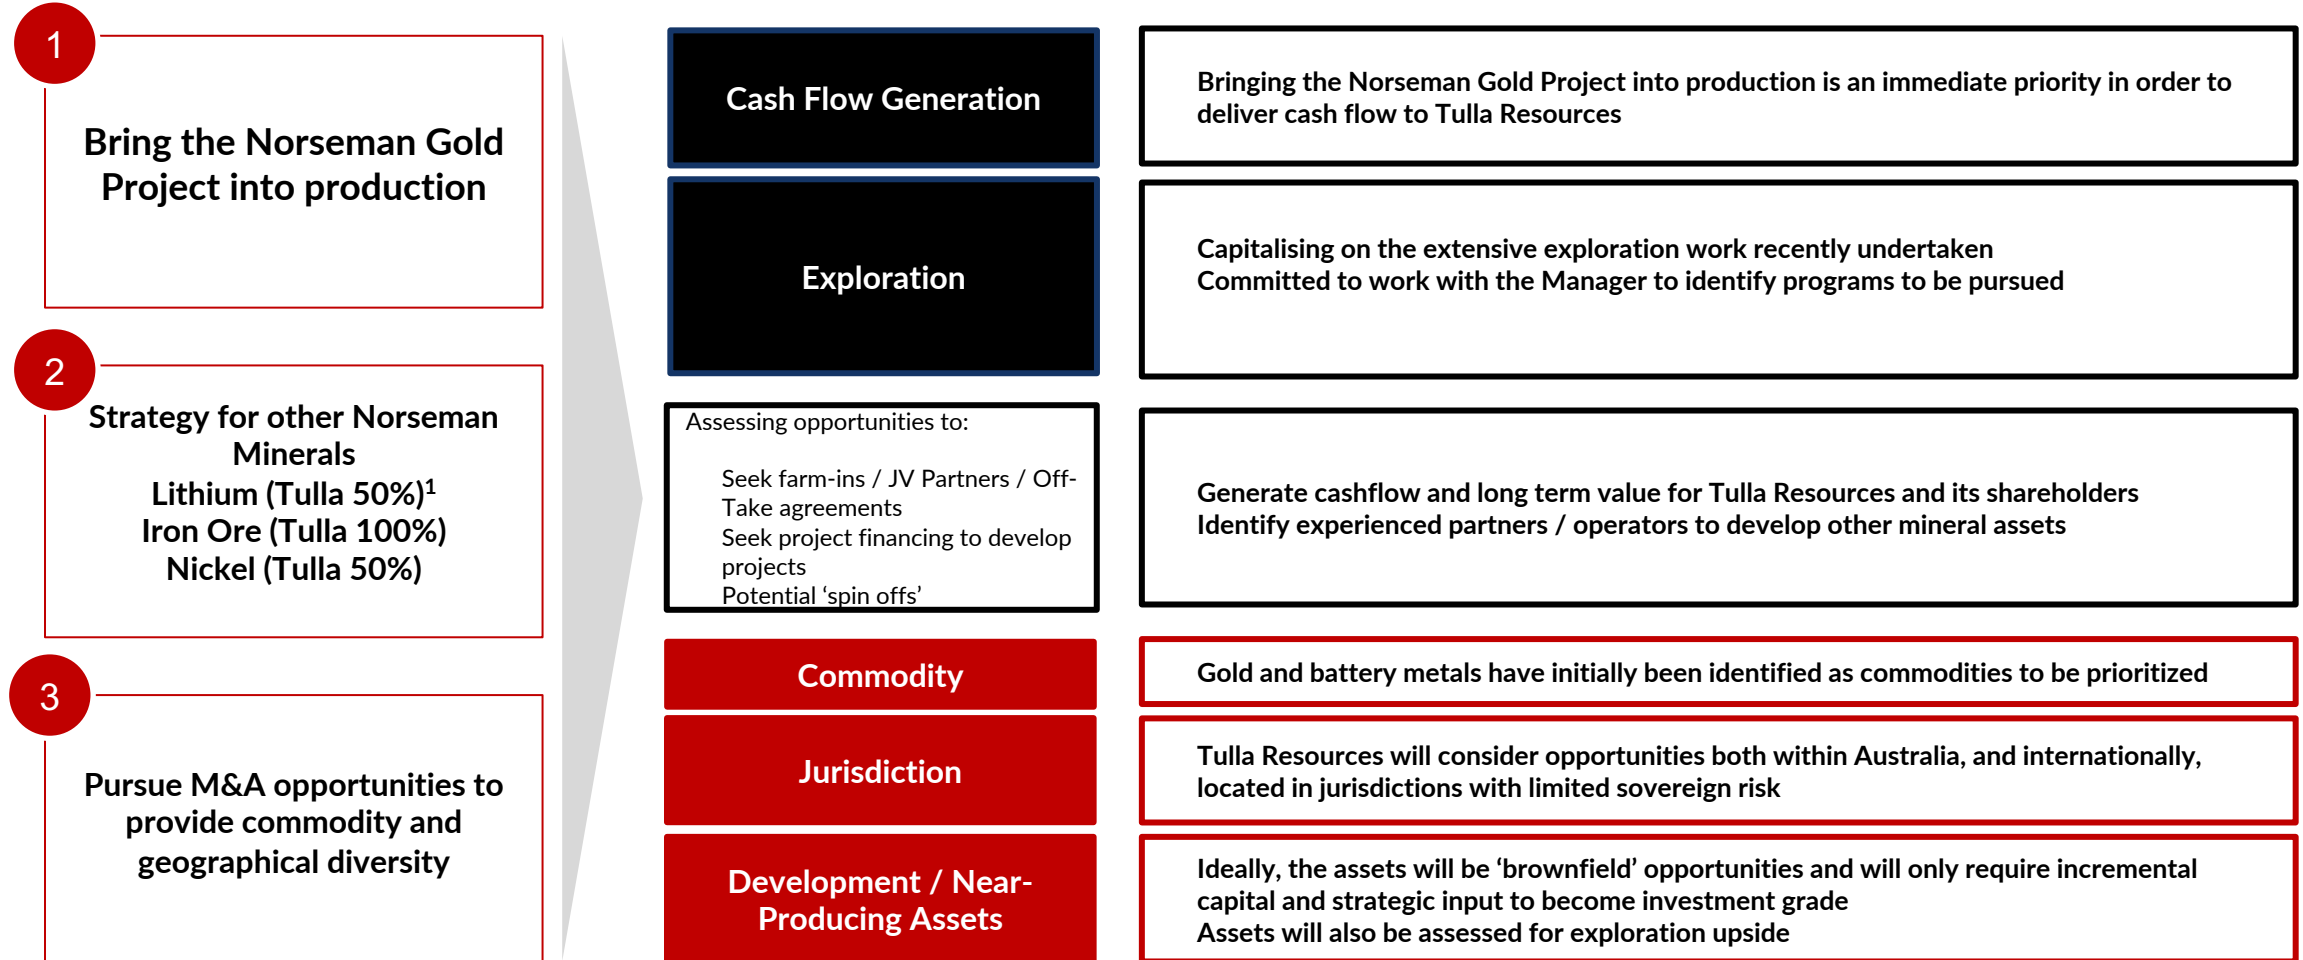 1
Bring the Norseman Gold
Project into production
Cash Flow Generation
Bringing the Norseman Gold Project into production is an immediate priority in order to
deliver cash flow to Tulla Resources
Exploration
Capitalising on the extensive exploration work recently undertaken
Committed to work with the Manager to identify programs to be pursued
2
Strategy for other Norseman
Minerals
Lithium (Tulla 50%)¹
Iron Ore (Tulla 100%)
Nickel (Tulla 50%)
Assessing opportunities to:
Seek farm-ins / JV Partners / Off-
Take agreements
Seek project financing to develop
projects
Potential ‘spin offs’
Generate cashflow and long term value for Tulla Resources and its shareholders
Identify experienced partners / operators to develop other mineral assets
3
Pursue M&A opportunities to
provide commodity and
geographical diversity
Commodity
Gold and battery metals have initially been identified as commodities to be prioritized
Jurisdiction
Tulla Resources will consider opportunities both within Australia, and internationally,
located in jurisdictions with limited sovereign risk
Development / Near-
Producing Assets
Ideally, the assets will be ‘brownfield’ opportunities and will only require incremental
capital and strategic input to become investment grade
Assets will also be assessed for exploration upside